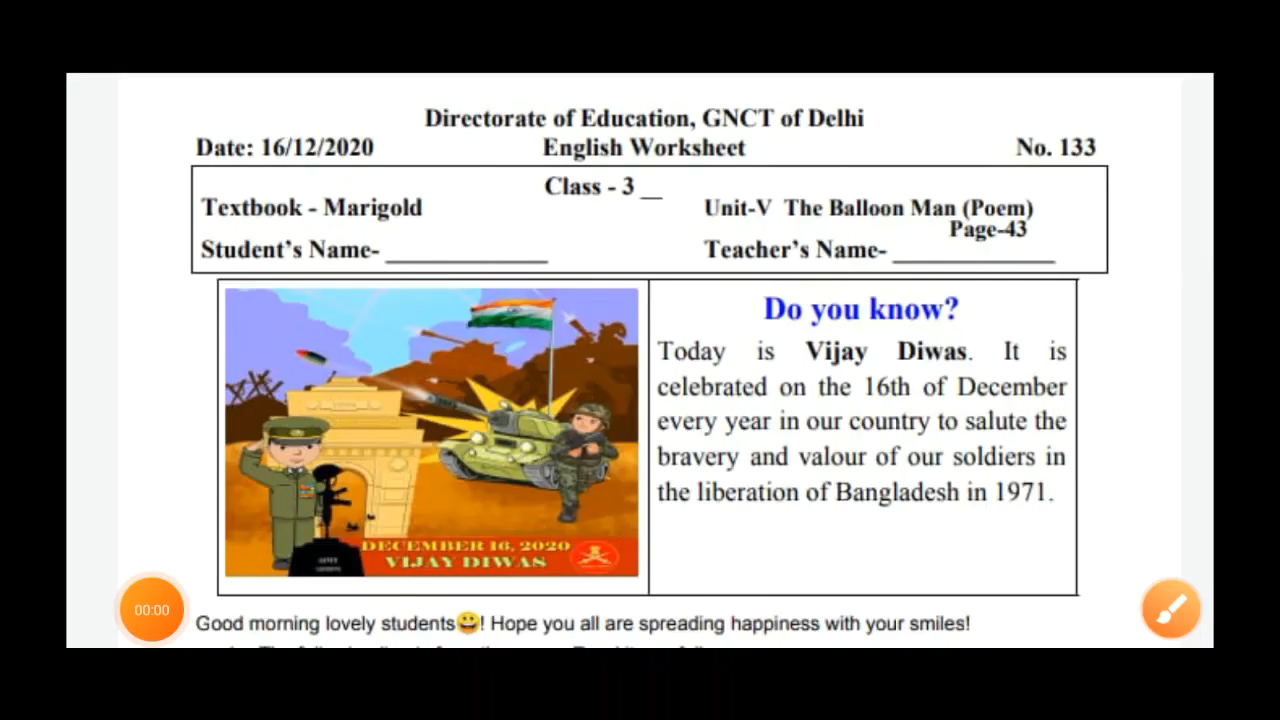 Directorate of Education, GNCT of Delhi
Date: 16/12/2020 English Worksheet No. 133
Class - 3 __
Textbook - Marigold Unit-V The Balloon Man (Poem)
Page-43
Student's Name- ____________ Teacher's Name- ____________
Do you know?
Today is Vijay Diwas. It is
celebrated on the 16th of December
every year in our country to salute the
bravery and valour of our soldiers in
the liberation of Bangladesh in 1971.
DECEMBER 16, 2020
VIJAY DIWAS
00:00
Good morning lovely students😀! Hope you all are spreading happiness with your smiles!